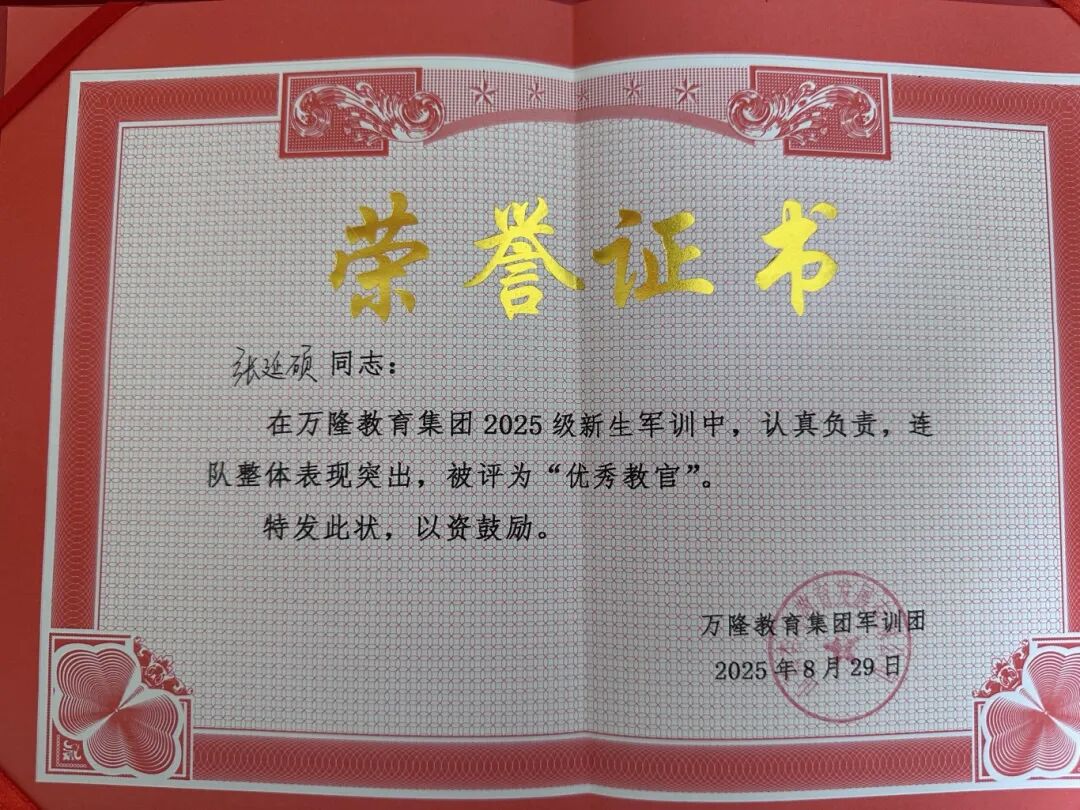 荣誉证书
张延硕同志：
在万隆教育集团2025级新生军训中，认真负责，连
队整体表现突出，被评为“优秀教官”。
特发此状，以资鼓励。
万隆教育集团军训团
2025年8月29日